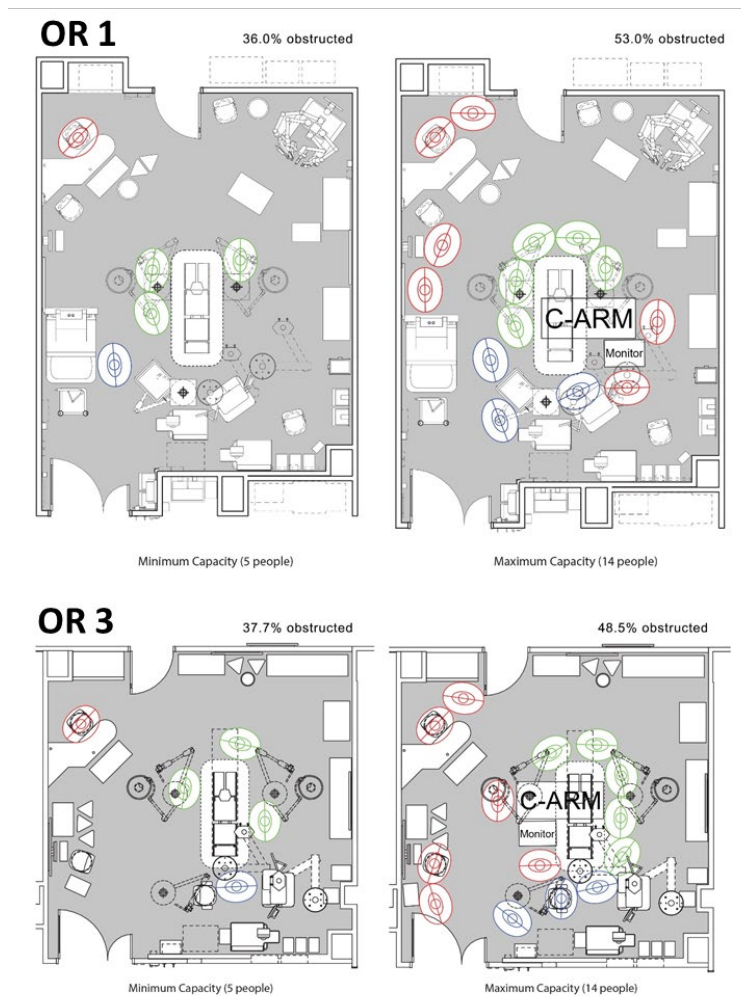 OR 1
36.0% obstructed
53.0% obstructed
C-ARM
Monitor
Minimum Capacity (5 people)
Maximum Capacity (14 people)
OR 3
37.7% obstructed
48.5% obstructed
C-ARM
Monitor
Minimum Capacity (5 people)
Maximum Capacity (14 people)